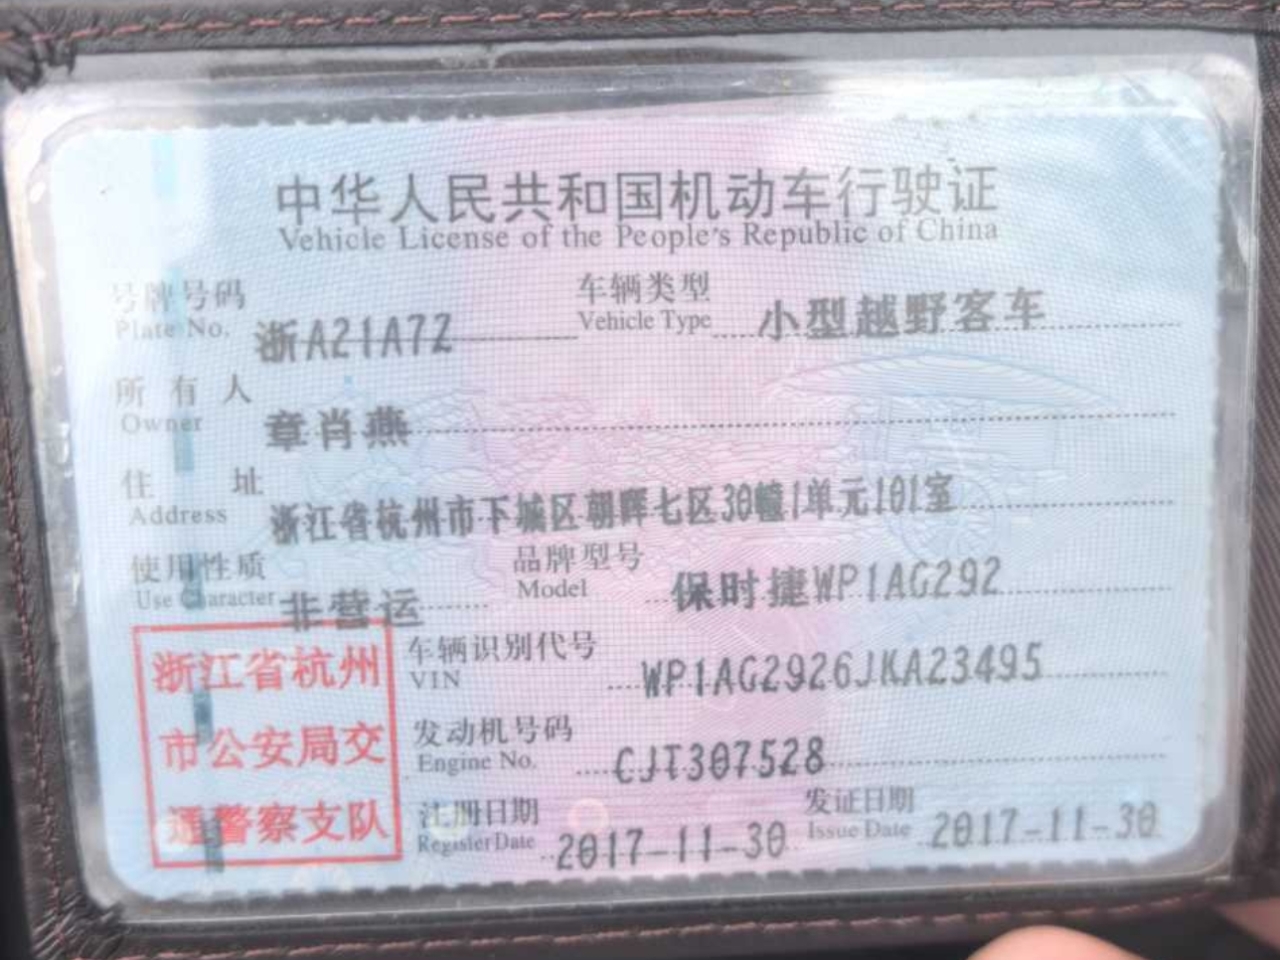 中华人民共和国机动车行驶证
Vehicle License of the People's Republic of China
号牌号码 浙A21A7Z 车辆类型 小型越野客车
Plate No. Vehicle Type
所有人 章肖燕
Owner
住址 浙江省杭州市下城区朝晖七区30幢1单元101室
Address
使用性质 非营运 品牌型号 保时捷WP1AG292
Use Character Model
浙江省杭州
市公安局交
通警察支队
车辆识别代号 WP1AG2926JKA23495
VIN
发动机号码 CJT307528
Engine No.
注册日期 2017-11-30 发证日期 2017-11-30
Register Date Issue Date